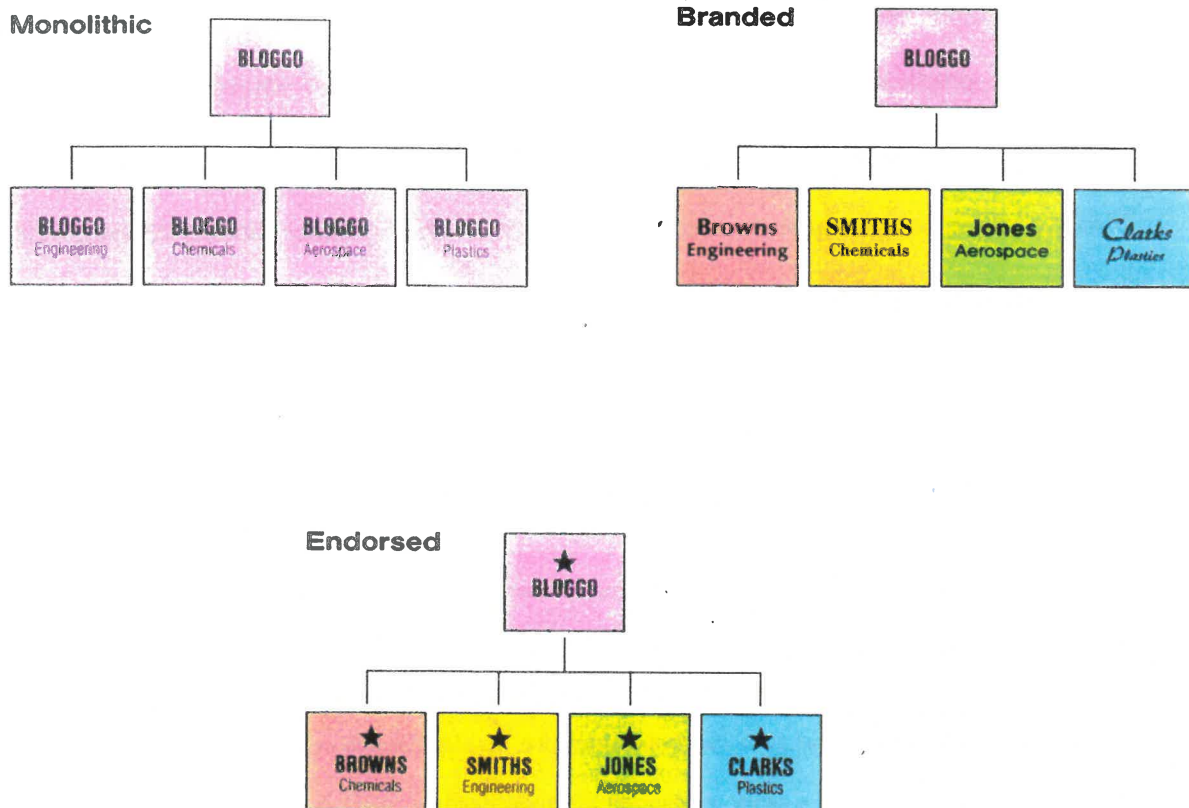 Monolithic
BLOGGO
BLOGGO
Engineering
BLOGGO
Chemicals
BLOGGO
Aerospace
BLOGGO
Plastics
Branded
BLOGGO
Browns
Engineering
SMITHS
Chemicals
Jones
Aerospace
Clarks
Plastics
Endorsed
BLOGGO
BROWNS
Chemicals
SMITHS
Engineering
JONES
Aerospace
CLARKS
Plastics